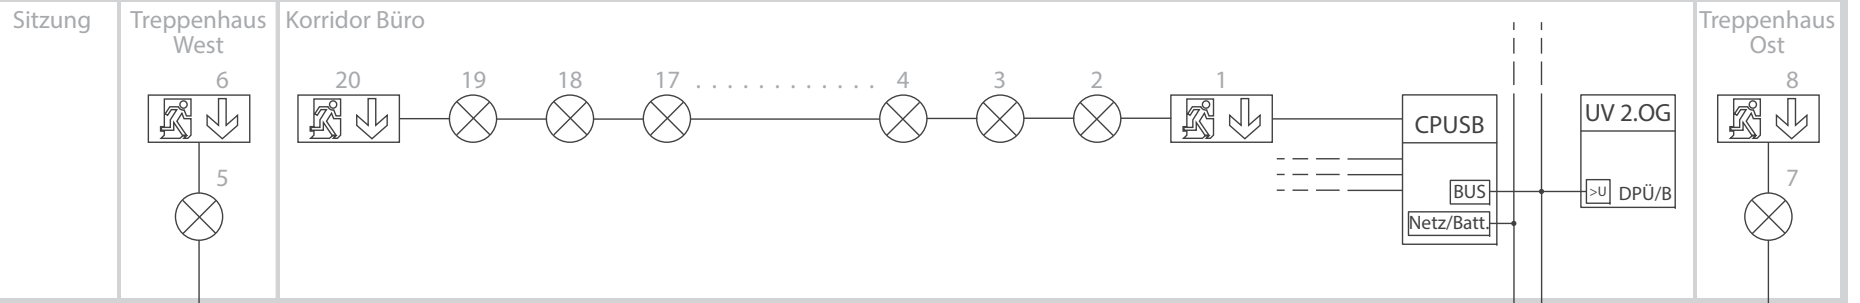 Sitzung
Treppenhaus
West
Korridor Büro
Treppenhaus
Ost
6
20
19
18
17
. . . . . . . . . . . . .
4
3
2
1
8
CPUSB
UV 2.OG
5
7
BUS
>U
DPÜ/B
Netz/Batt.